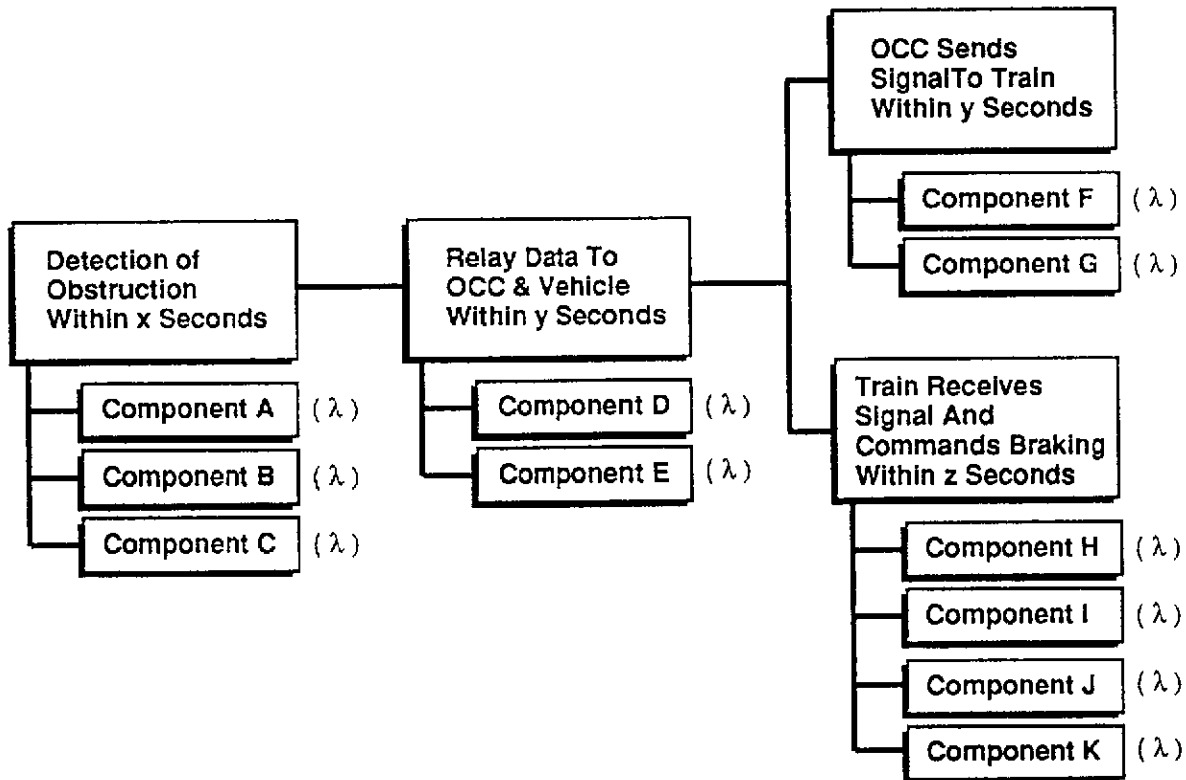 Detection of
Obstruction
Within x Seconds
Component A (λ)
Component B (λ)
Component C (λ)
Relay Data To
OCC & Vehicle
Within y Seconds
Component D (λ)
Component E (λ)
OCC Sends
SignalTo Train
Within y Seconds
Component F (λ)
Component G (λ)
Train Receives
Signal And
Commands Braking
Within z Seconds
Component H (λ)
Component I (λ)
Component J (λ)
Component K (λ)